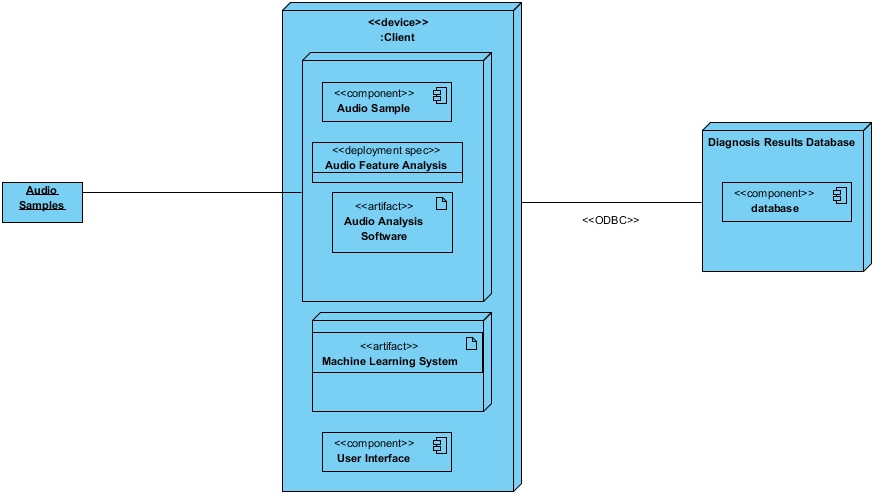 <<device>>
:Client
<<component>>
Audio Sample
<<deployment spec>>
Audio Feature Analysis
<<artifact>>
Audio Analysis
Software
<<artifact>>
Machine Learning System
<<component>>
User Interface
Audio
Samples
<<ODBC>>
Diagnosis Results Database
<<component>>
database